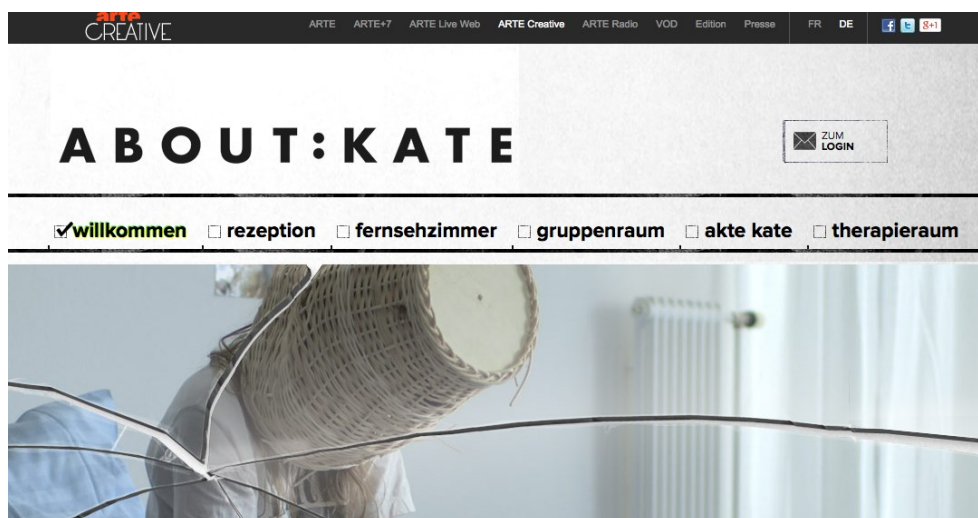 arte
CREATIVE
ARTE ARTE+7 ARTE Live Web ARTE Creative ARTE Radio VOD Edition Presse FR DE f t g+1
ABOUT:KATE
ZUM
LOGIN
willkommen rezeption fernsehzimmer gruppenraum akte kate therapieraum